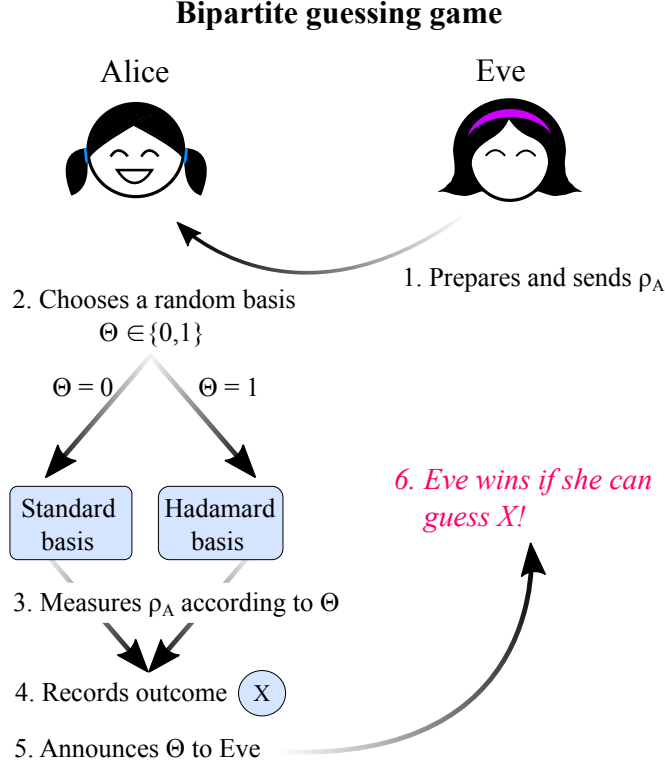 Bipartite guessing game
Alice
Eve
1. Prepares and sends ρ_A
2. Chooses a random basis
Θ ∈{0,1}
Θ = 0
Θ = 1
Standard
basis
Hadamard
basis
6. Eve wins if she can
guess X!
3. Measures ρ_A according to Θ
4. Records outcome X
5. Announces Θ to Eve